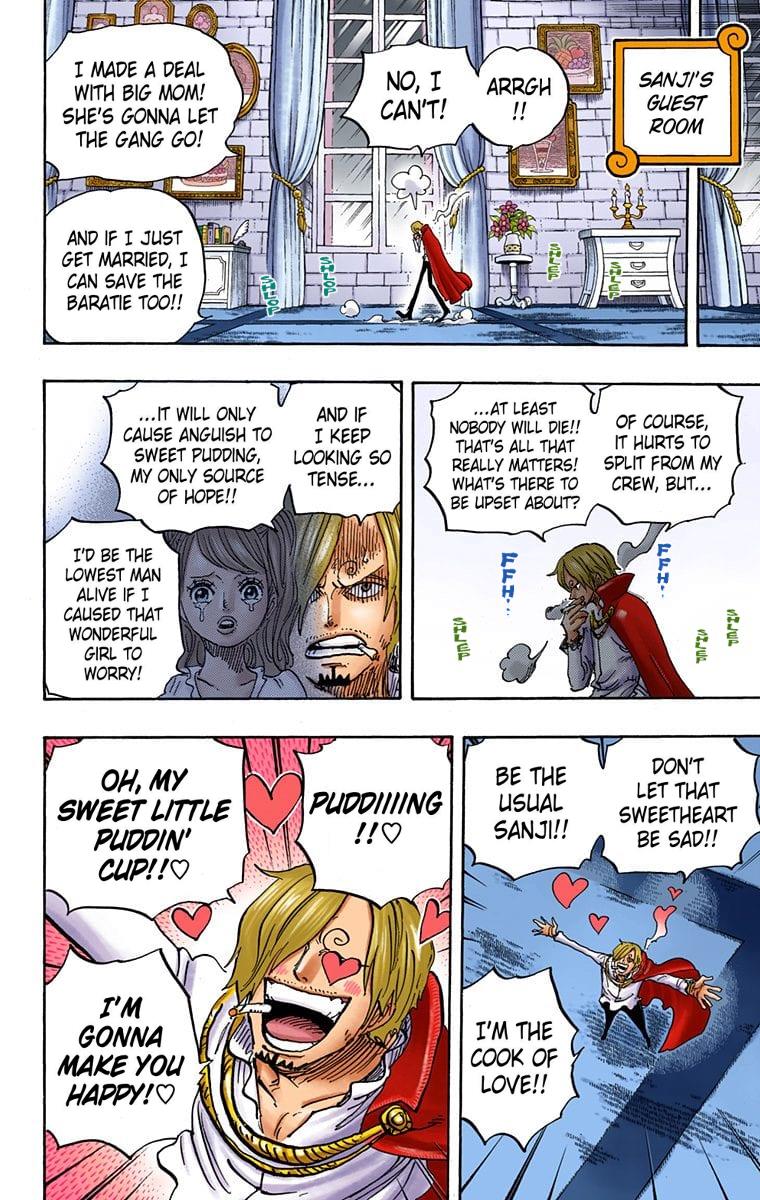 SANJI'S
GUEST
ROOM
ARRGH
!!
NO, I
CAN'T!
I MADE A DEAL
WITH BIG MOM!
SHE'S GONNA LET
THE GANG GO!
AND IF I JUST
GET MARRIED, I
CAN SAVE THE
BARATIE TOO!!
SHLEP
SHLEP
SHLOP
SHLOP
OF COURSE,
IT HURTS TO
SPLIT FROM MY
CREW, BUT...
...AT LEAST
NOBODY WILL DIE!!
THAT'S ALL THAT
REALLY MATTERS!
WHAT'S THERE TO
BE UPSET ABOUT?
FFH!
FFH!
SHLEP
SHLEP
SHLEP
AND IF
I KEEP
LOOKING SO
TENSE...
...IT WILL ONLY
CAUSE ANGUISH TO
SWEET PUDDING,
MY ONLY SOURCE
OF HOPE!!
I'D BE THE
LOWEST MAN
ALIVE IF I
CAUSED THAT
WONDERFUL
GIRL TO
WORRY!
DON'T
LET THAT
SWEETHEART
BE SAD!!
BE THE
USUAL
SANJI!!
I'M THE
COOK OF
LOVE!!
PUDDIIIING
!!♡
OH, MY
SWEET LITTLE
PUDDIN'
CUP!!♡
I'M
GONNA
MAKE YOU
HAPPY!♡